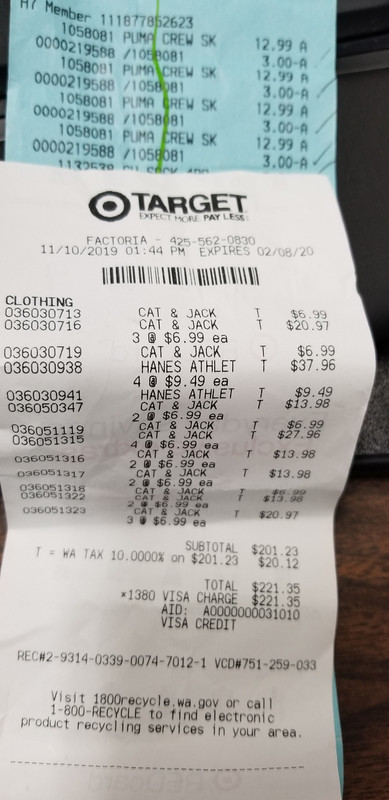 A7 Member 111877852623
1058081 PUMA CREW SK 12.99 A
0000219588 /1058081 3.00-A
1058081 PUMA CREW SK 12.99 A
0000219588 /1058081 3.00-A
1058081 PUMA CREW SK 12.99 A
0000219588 /1058081 3.00-A
1058081 PUMA CREW SK 12.99 A
0000219588 /1058081 3.00-A
TARGET
EXPECT MORE. PAY LESS.
FACTORIA - 425-562-0830
11/10/2019 01:44 PM EXPIRES 02/08/20
CLOTHING
036030713 CAT & JACK T $6.99
036030716 CAT & JACK T $20.97
3 @ $6.99 ea
036030719 CAT & JACK T $6.99
036030938 HANES ATHLET T $37.96
4 @ $9.49 ea
036030941 HANES ATHLET T $9.49
036050347 CAT & JACK T $13.98
2 @ $6.99 ea
036051119 CAT & JACK T $6.99
036051315 CAT & JACK T $27.96
4 @ $6.99 ea
036051316 CAT & JACK T $13.98
2 @ $6.99 ea
036051317 CAT & JACK T $13.98
2 @ $6.99 ea
036051318 CAT & JACK T $6.99
036051322 CAT & JACK T $13.98
2 @ $6.99 ea
036051323 CAT & JACK T $20.97
3 @ $6.99 ea
SUBTOTAL $201.23
T = WA TAX 10.0000% on $201.23 $20.12
TOTAL $221.35
*1380 VISA CHARGE $221.35
AID: A0000000031010
VISA CREDIT
REC#2-9314-0339-0074-7012-1 VCD#751-259-033
Visit 1800recycle.wa.gov or call
1-800-RECYCLE to find electronic
product recycling services in your area.